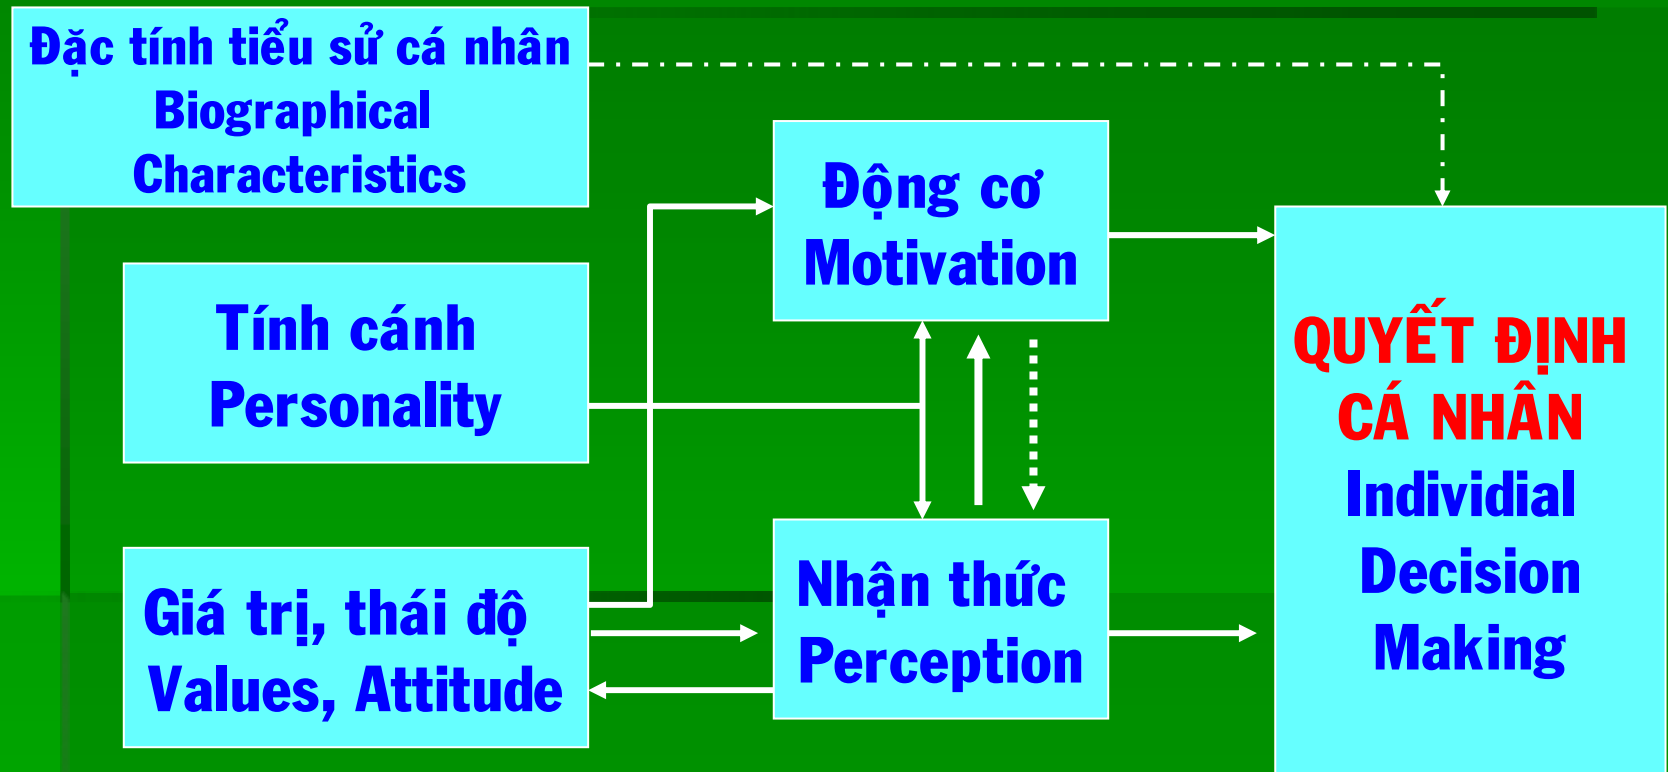 Đặc tính tiểu sử cá nhân
Biographical
Characteristics
Động cơ
Motivation
Tính cánh
Personality
QUYẾT ĐỊNH
CÁ NHÂN
Individial
Decision
Making
Giá trị, thái độ
Values, Attitude
Nhận thức
Perception